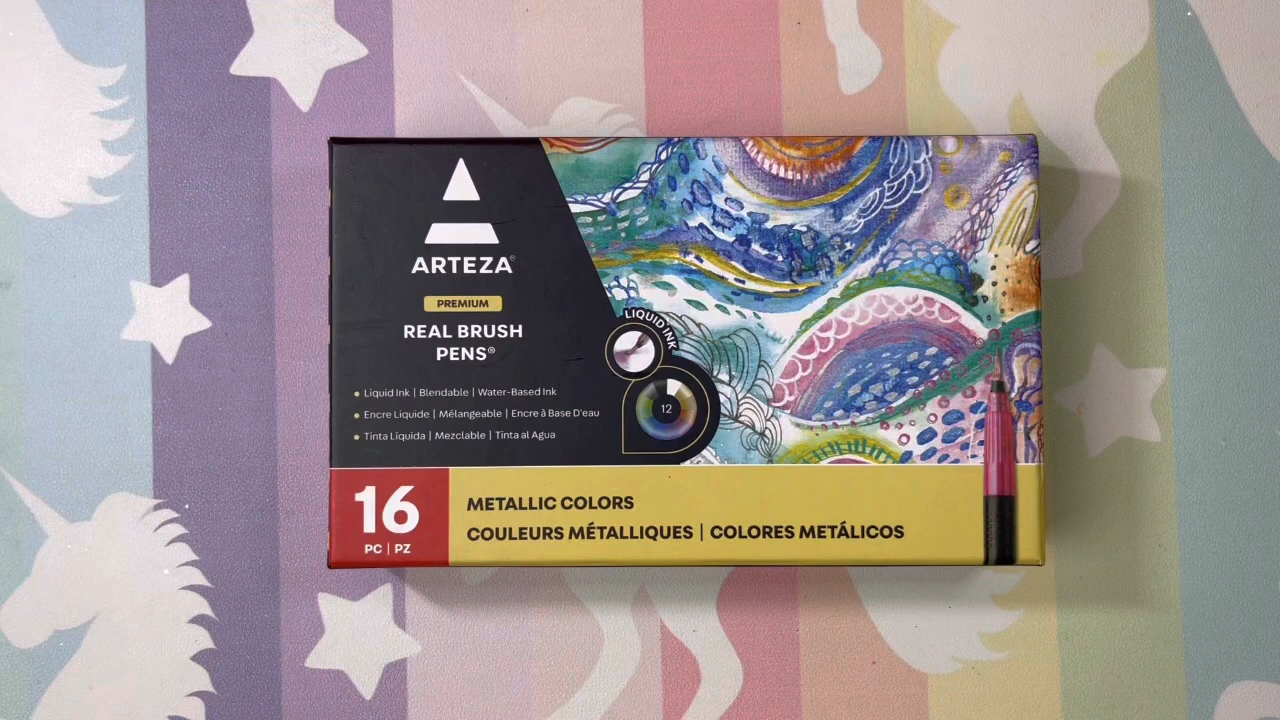 ARTEZA®
PREMIUM
REAL BRUSH
PENS®
LIQUID INK
12
• Liquid Ink | Blendable | Water-Based Ink
• Encre Liquide | Mélangeable | Encre à Base D'eau
• Tinta Líquida | Mezclable | Tinta al Agua
16
PC | PZ
METALLIC COLORS
COULEURS MÉTALLIQUES | COLORES METÁLICOS